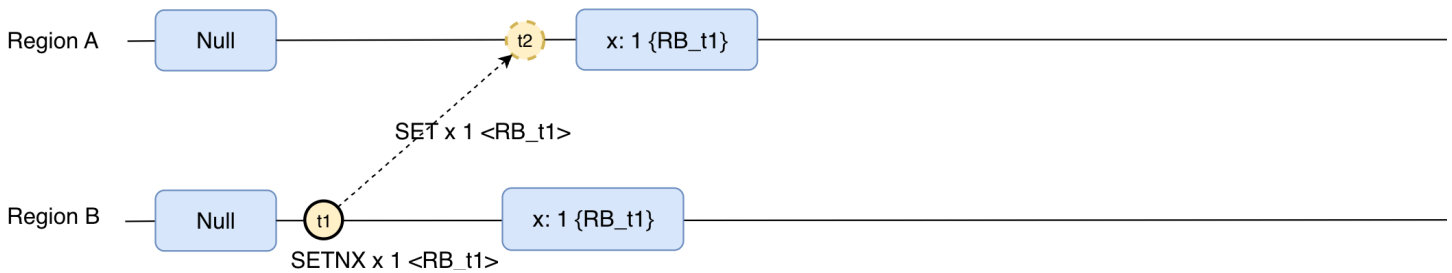 Region A
Null
t2
x: 1 {RB_t1}
SET x 1 <RB_t1>
Region B
Null
t1
x: 1 {RB_t1}
SETNX x 1 <RB_t1>